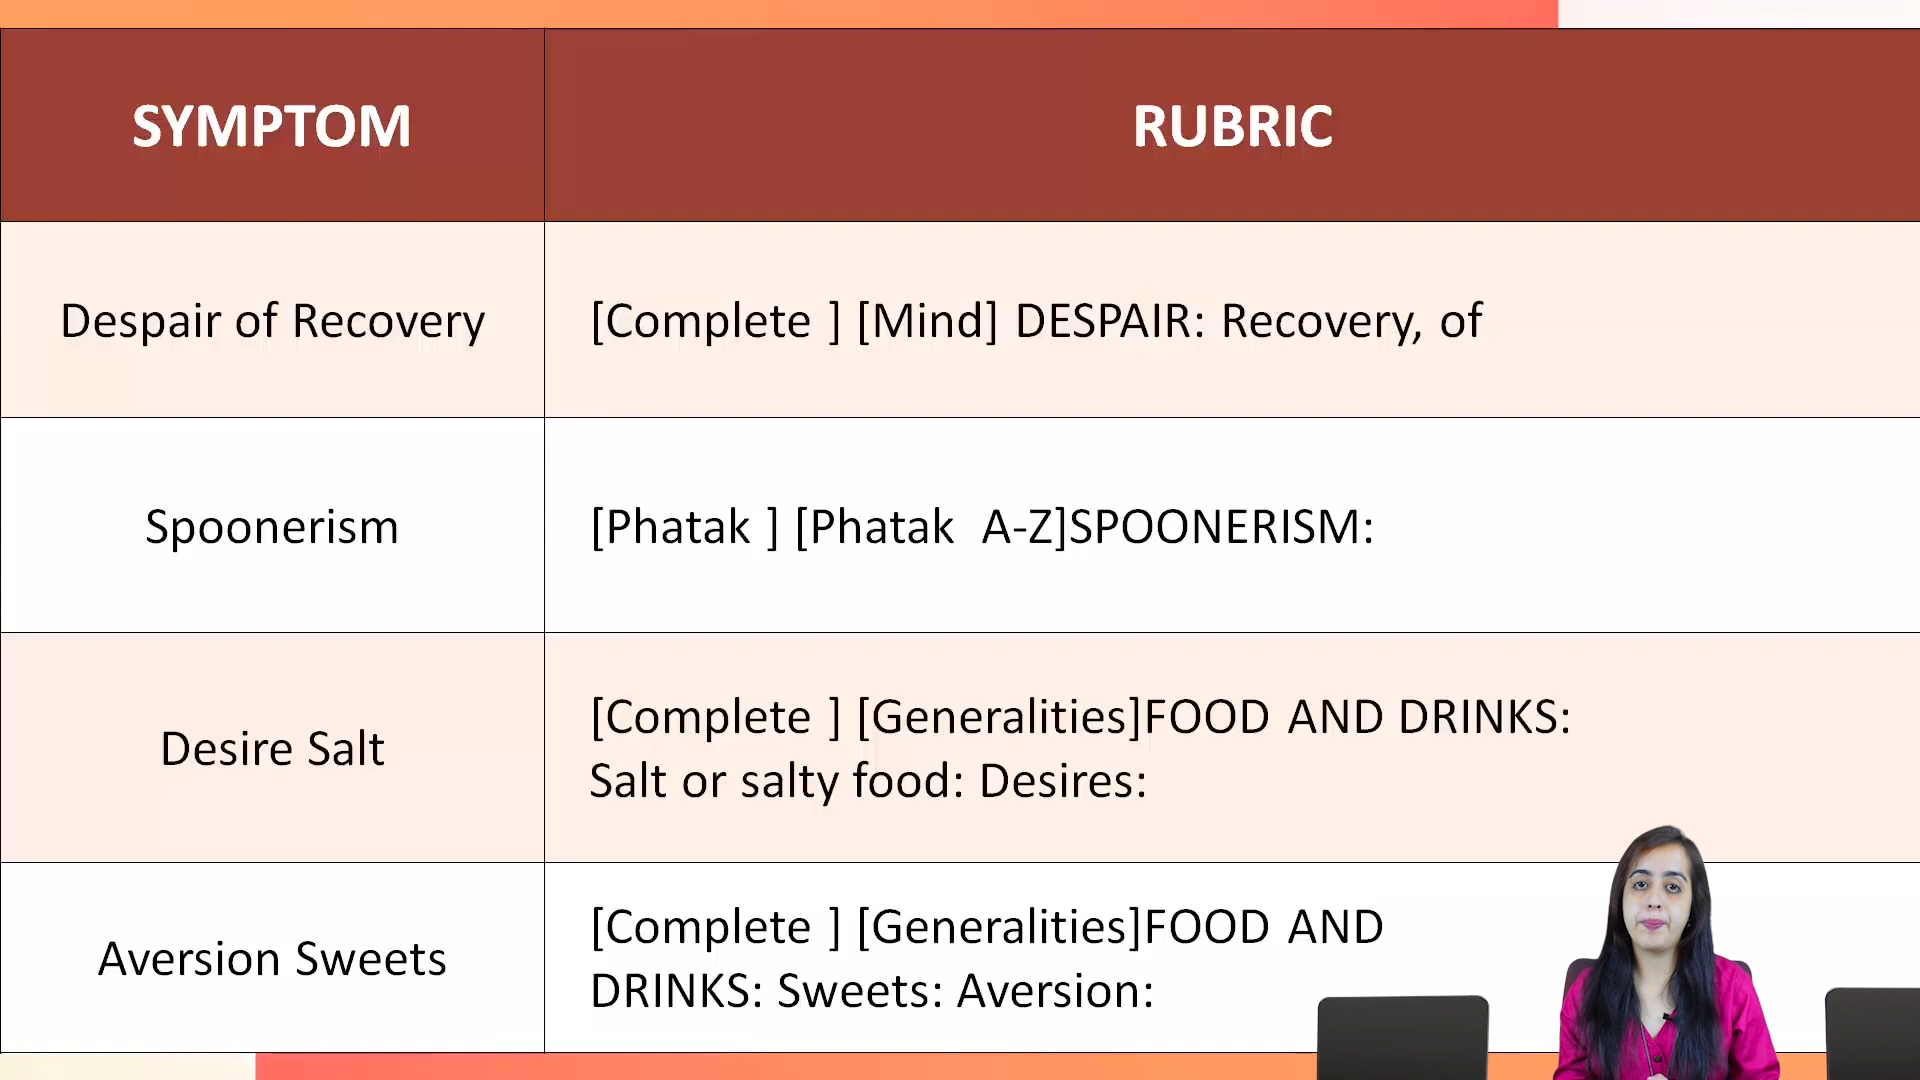 SYMPTOM
RUBRIC
Despair of Recovery
[Complete ] [Mind] DESPAIR: Recovery, of
Spoonerism
[Phatak ] [Phatak  A-Z]SPOONERISM:
Desire Salt
[Complete ] [Generalities]FOOD AND DRINKS:
Salt or salty food: Desires:
Aversion Sweets
[Complete ] [Generalities]FOOD AND
DRINKS: Sweets: Aversion: